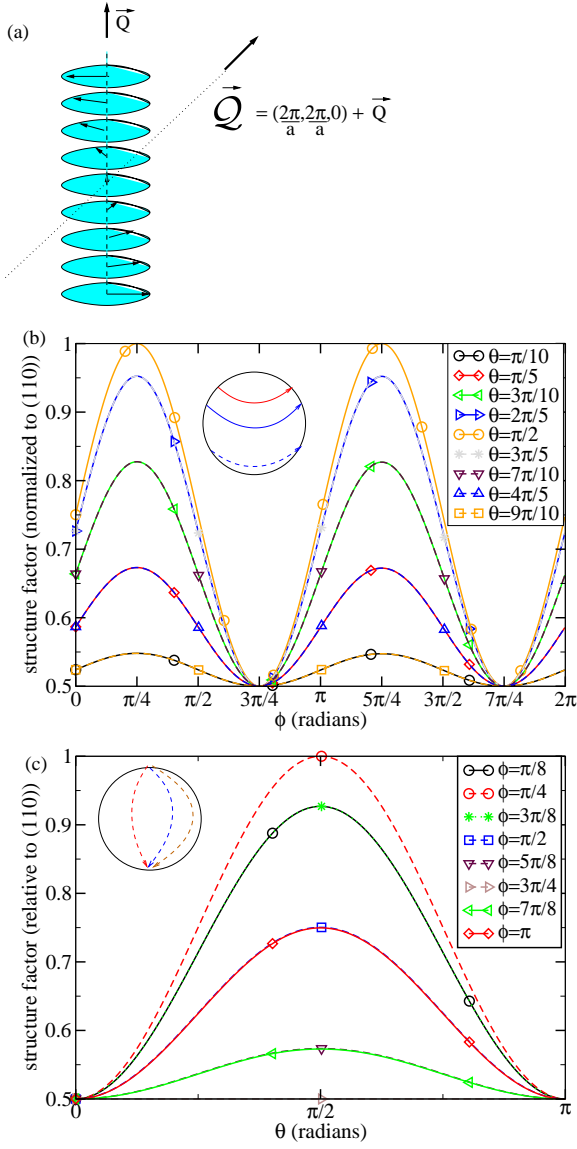 (a)
Q
Q = (2π/a, 2π/a, 0) + Q
(b)
structure factor (normalized to (110))
1
0.9
0.8
0.7
0.6
0.5
θ=π/10
θ=π/5
θ=3π/10
θ=2π/5
θ=π/2
θ=3π/5
θ=7π/10
θ=4π/5
θ=9π/10
0 π/4 π/2 3π/4 π 5π/4 3π/2 7π/4 2π
ϕ (radians)
(c)
structure factor (relative to (110))
1
0.9
0.8
0.7
0.6
0.5
ϕ=π/8
ϕ=π/4
ϕ=3π/8
ϕ=π/2
ϕ=5π/8
ϕ=3π/4
ϕ=7π/8
ϕ=π
0 π/2 π
θ (radians)